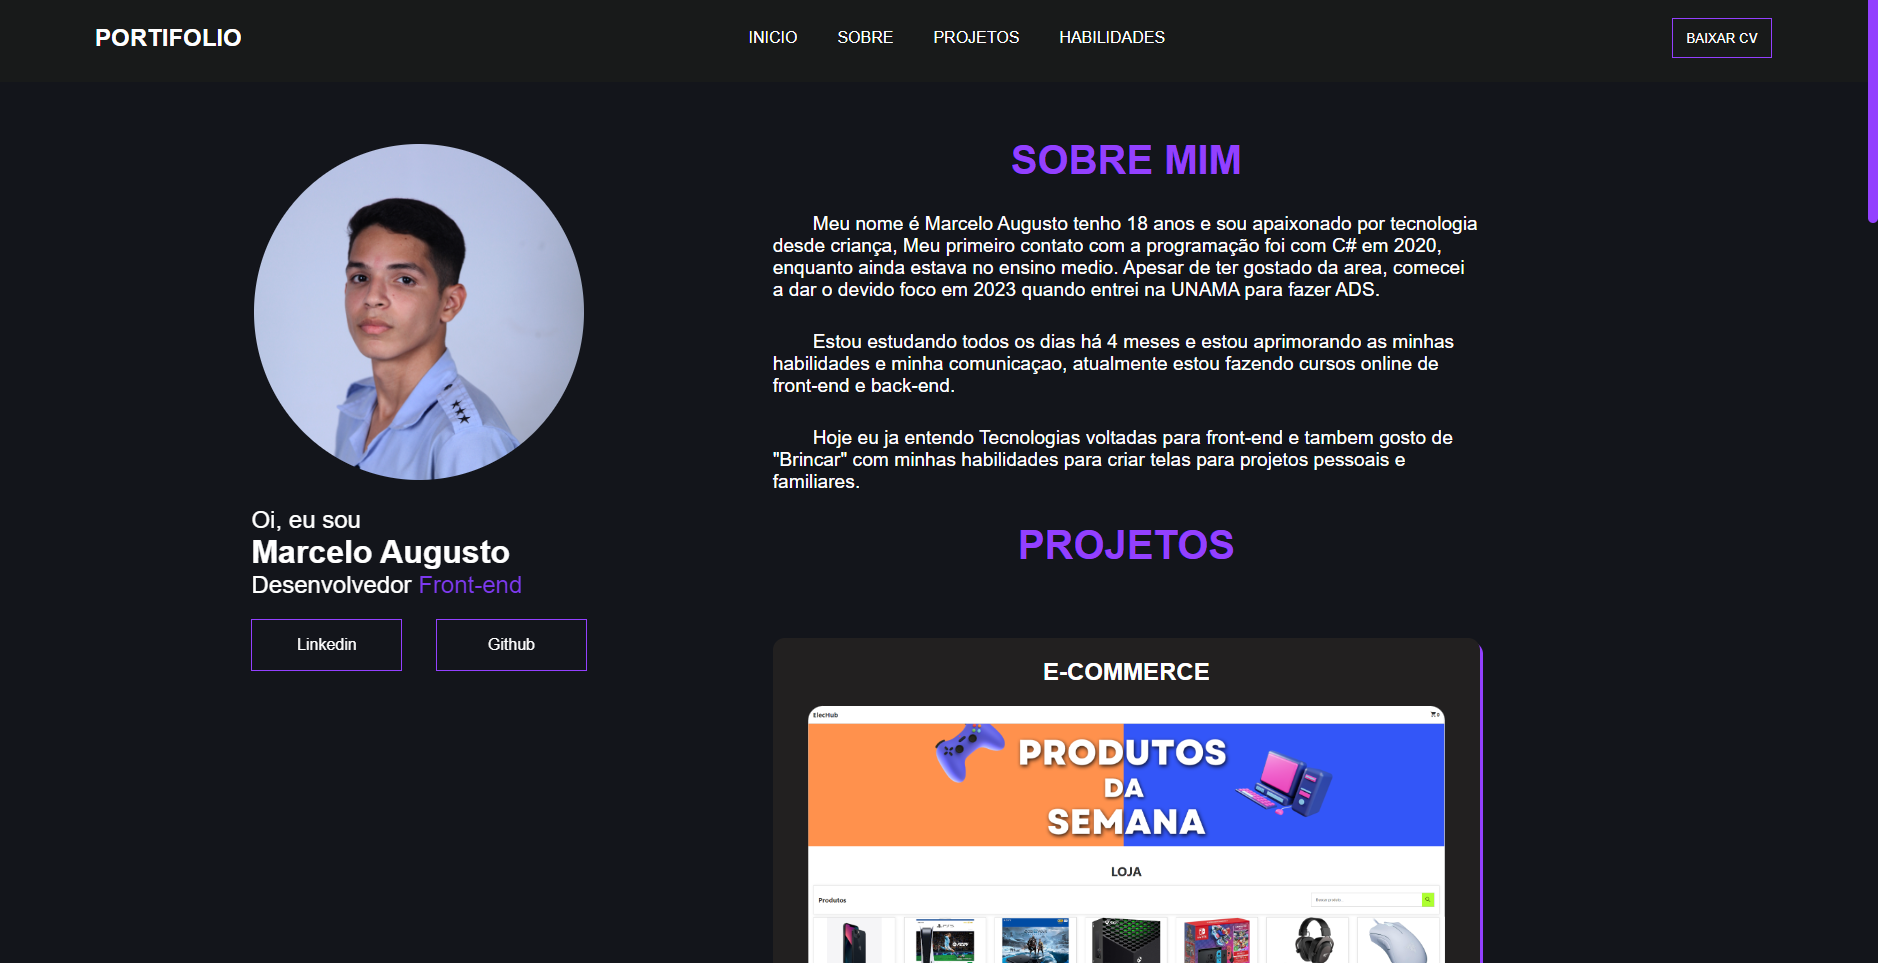 PORTIFOLIO
INICIO
SOBRE
PROJETOS
HABILIDADES
BAIXAR CV
Oi, eu sou
Marcelo Augusto
Desenvolvedor Front-end
Linkedin
Github
SOBRE MIM
Meu nome é Marcelo Augusto tenho 18 anos e sou apaixonado por tecnologia
desde criança, Meu primeiro contato com a programação foi com C# em 2020,
enquanto ainda estava no ensino medio. Apesar de ter gostado da area, comecei
a dar o devido foco em 2023 quando entrei na UNAMA para fazer ADS.
Estou estudando todos os dias há 4 meses e estou aprimorando as minhas
habilidades e minha comunicaçao, atualmente estou fazendo cursos online de
front-end e back-end.
Hoje eu ja entendo Tecnologias voltadas para front-end e tambem gosto de
"Brincar" com minhas habilidades para criar telas para projetos pessoais e
familiares.
PROJETOS
E-COMMERCE
ElecHub
0
PRODUTOS
DA
SEMANA
LOJA
Produtos